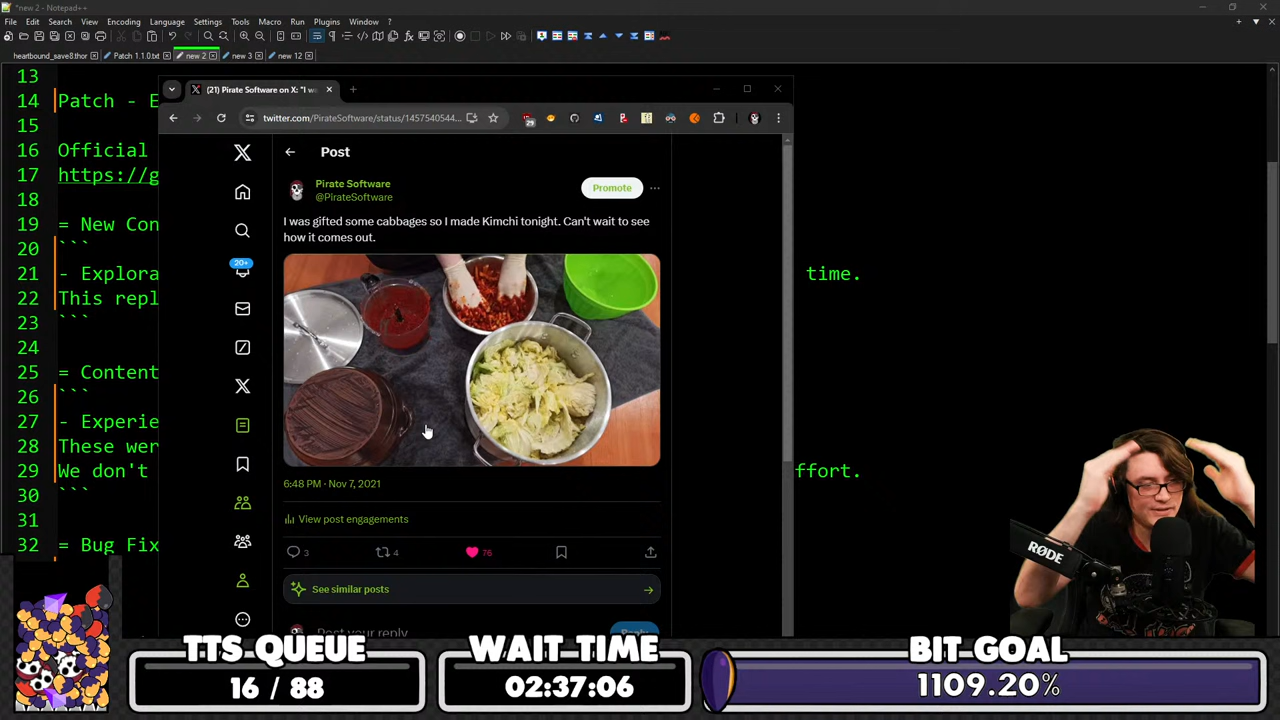 *new 2 - Notepad++
File Edit Search View Encoding Language Settings Tools Macro Run Plugins Window ?
heartbound_save8.thor Patch 1.1.0.txt new 2 new 3 new 12
13
14 Patch - E
15
16 Official
17 https://g
18
19 = New Con
20 ```
21 - Explora time.
22 This repl
23 ```
24
25 = Content
26 ```
27 - Experie
28 These wer
29 We don't ffort.
30 ```
31
32 = Bug Fix
(21) Pirate Software on X: "I w
twitter.com/PirateSoftware/status/1457540544...
29
Post
Pirate Software
@PirateSoftware
Promote
I was gifted some cabbages so I made Kimchi tonight. Can't wait to see
how it comes out.
20+
6:48 PM · Nov 7, 2021
View post engagements
3 4 76
See similar posts
Post your reply
Reply
RØDE
TTS QUEUE
16 / 88
WAIT TIME
02:37:06
BIT GOAL
1109.20%